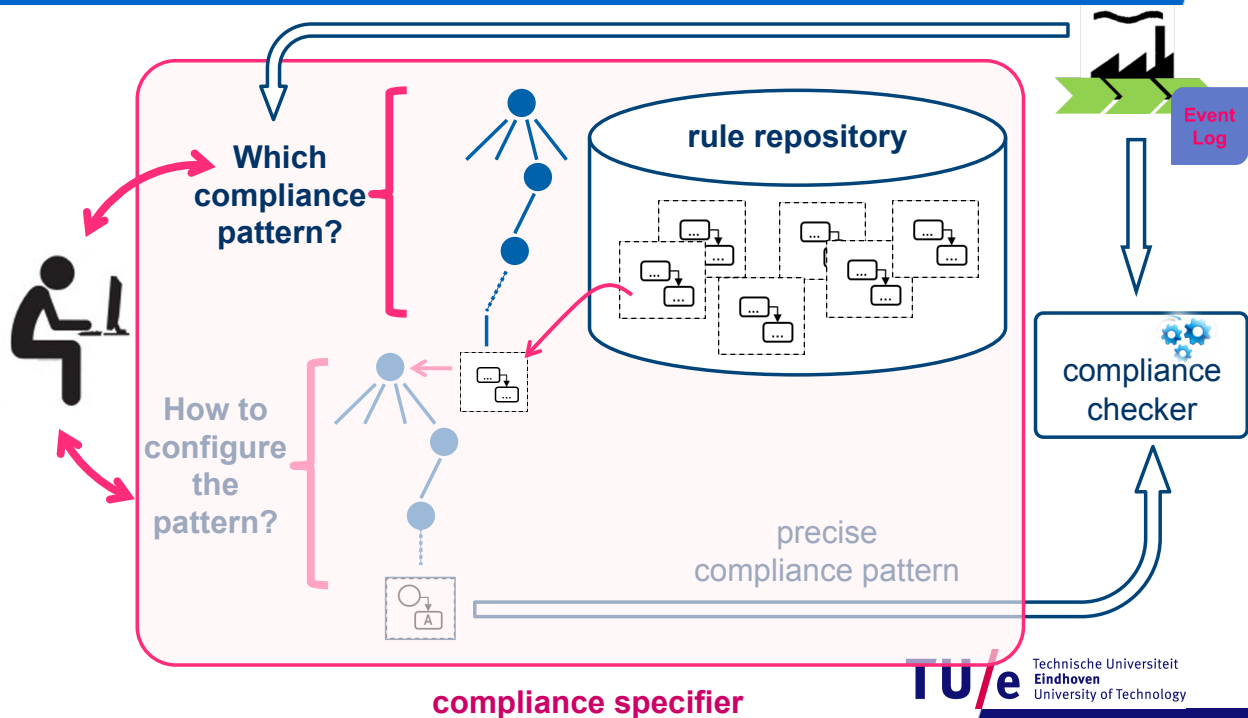 Event
Log
rule repository
Which
compliance
pattern?
...
...
...
...
...
...
...
...
...
...
...
...
...
compliance
checker
How to
configure
the
pattern?
precise
compliance pattern
A
TU/e
Technische Universiteit
Eindhoven
University of Technology
compliance specifier